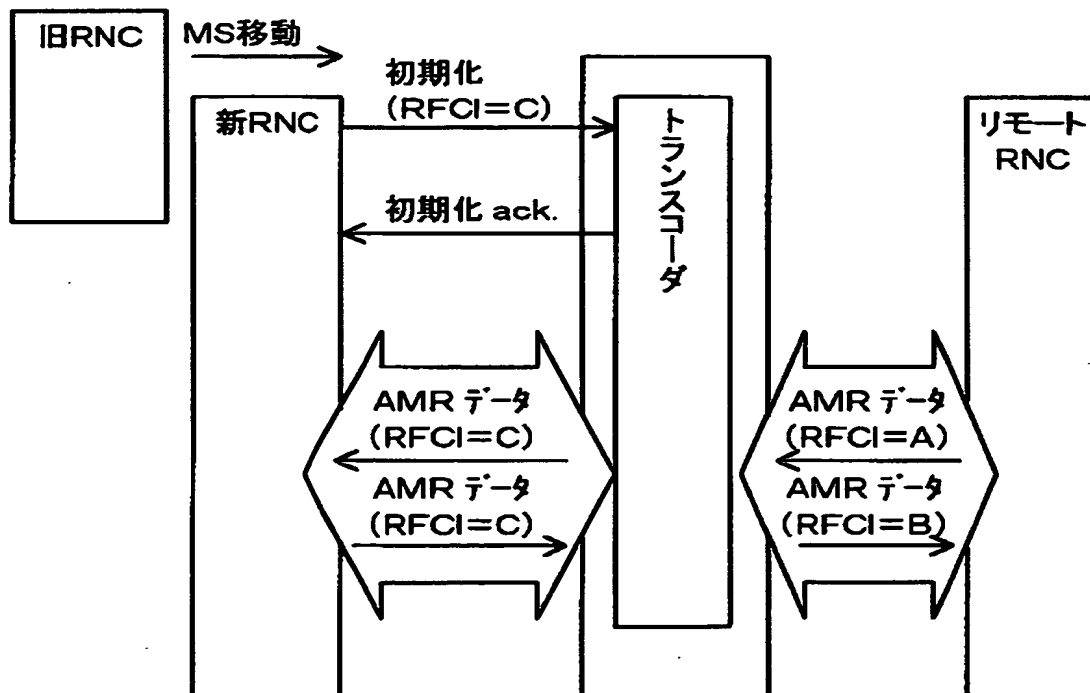 旧RNC
MS移動
初期化
(RFCI=C)
新RNC
トランスコーダ
リモート
RNC
初期化 ack.
AMR データ
(RFCI=C)
AMR データ
(RFCI=C)
AMR データ
(RFCI=A)
AMR データ
(RFCI=B)